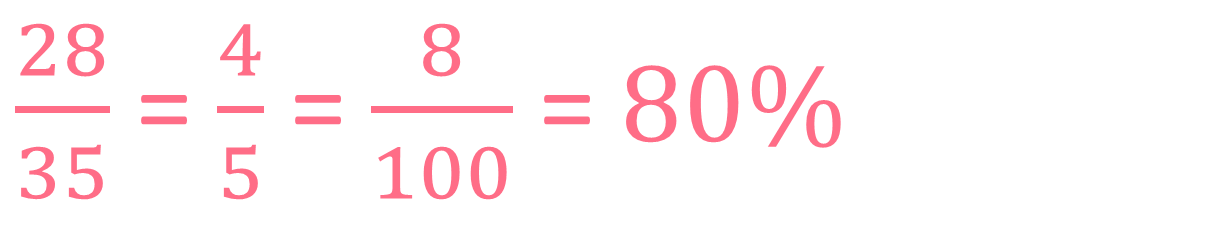 28/35 = 4/5 = 8/100 = 80%